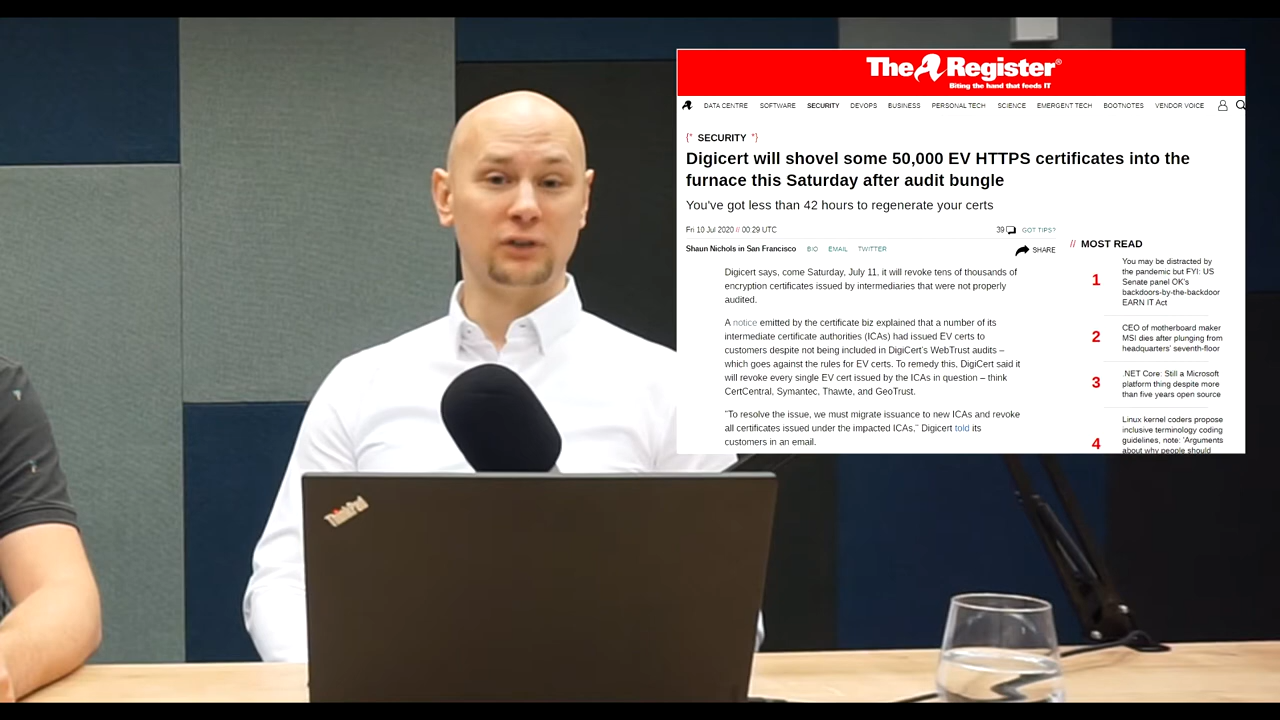 The Register®
Biting the hand that feeds IT
DATA CENTRE SOFTWARE SECURITY DEVOPS BUSINESS PERSONAL TECH SCIENCE EMERGENT TECH BOOTNOTES VENDOR VOICE
{* SECURITY *}
Digicert will shovel some 50,000 EV HTTPS certificates into the
furnace this Saturday after audit bungle
You've got less than 42 hours to regenerate your certs
Fri 10 Jul 2020 // 00:29 UTC
39 GOT TIPS?
Shaun Nichols in San Francisco BIO EMAIL TWITTER
SHARE
Digicert says, come Saturday, July 11, it will revoke tens of thousands of
encryption certificates issued by intermediaries that were not properly
audited.
A notice emitted by the certificate biz explained that a number of its
intermediate certificate authorities (ICAs) had issued EV certs to
customers despite not being included in DigiCert's WebTrust audits –
which goes against the rules for EV certs. To remedy this, DigiCert said it
will revoke every single EV cert issued by the ICAs in question – think
CertCentral, Symantec, Thawte, and GeoTrust.
"To resolve the issue, we must migrate issuance to new ICAs and revoke
all certificates issued under the impacted ICAs." Digicert told its
customers in an email.
// MOST READ
1
You may be distracted by
the pandemic but FYI: US
Senate panel OK's
backdoors-by-the-backdoor
EARN IT Act
2
CEO of motherboard maker
MSI dies after plunging from
headquarters' seventh-floor
3
.NET Core: Still a Microsoft
platform thing despite more
than five years open source
4
Linux kernel coders propose
inclusive terminology coding
guidelines, note: 'Arguments
about why people should
ThinkPad